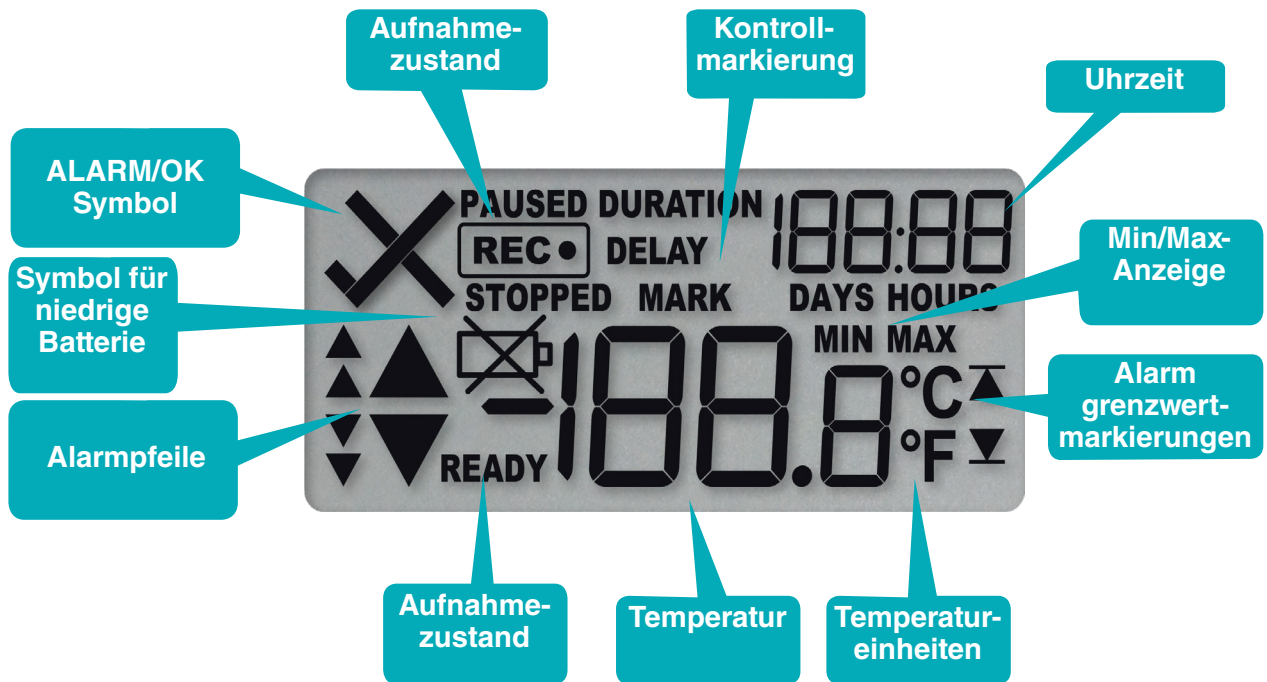 Aufnahme-
zustand
Kontroll-
markierung
Uhrzeit
ALARM/OK
Symbol
PAUSED DURATION
188:88
REC DELAY
Min/Max-
Anzeige
Symbol für
niedrige
Batterie
STOPPED MARK DAYS HOURS
MIN MAX
-188.8
°C
°F
Alarm
grenzwert-
markierungen
Alarmpfeile
READY
Aufnahme-
zustand
Temperatur
Temperatur-
einheiten